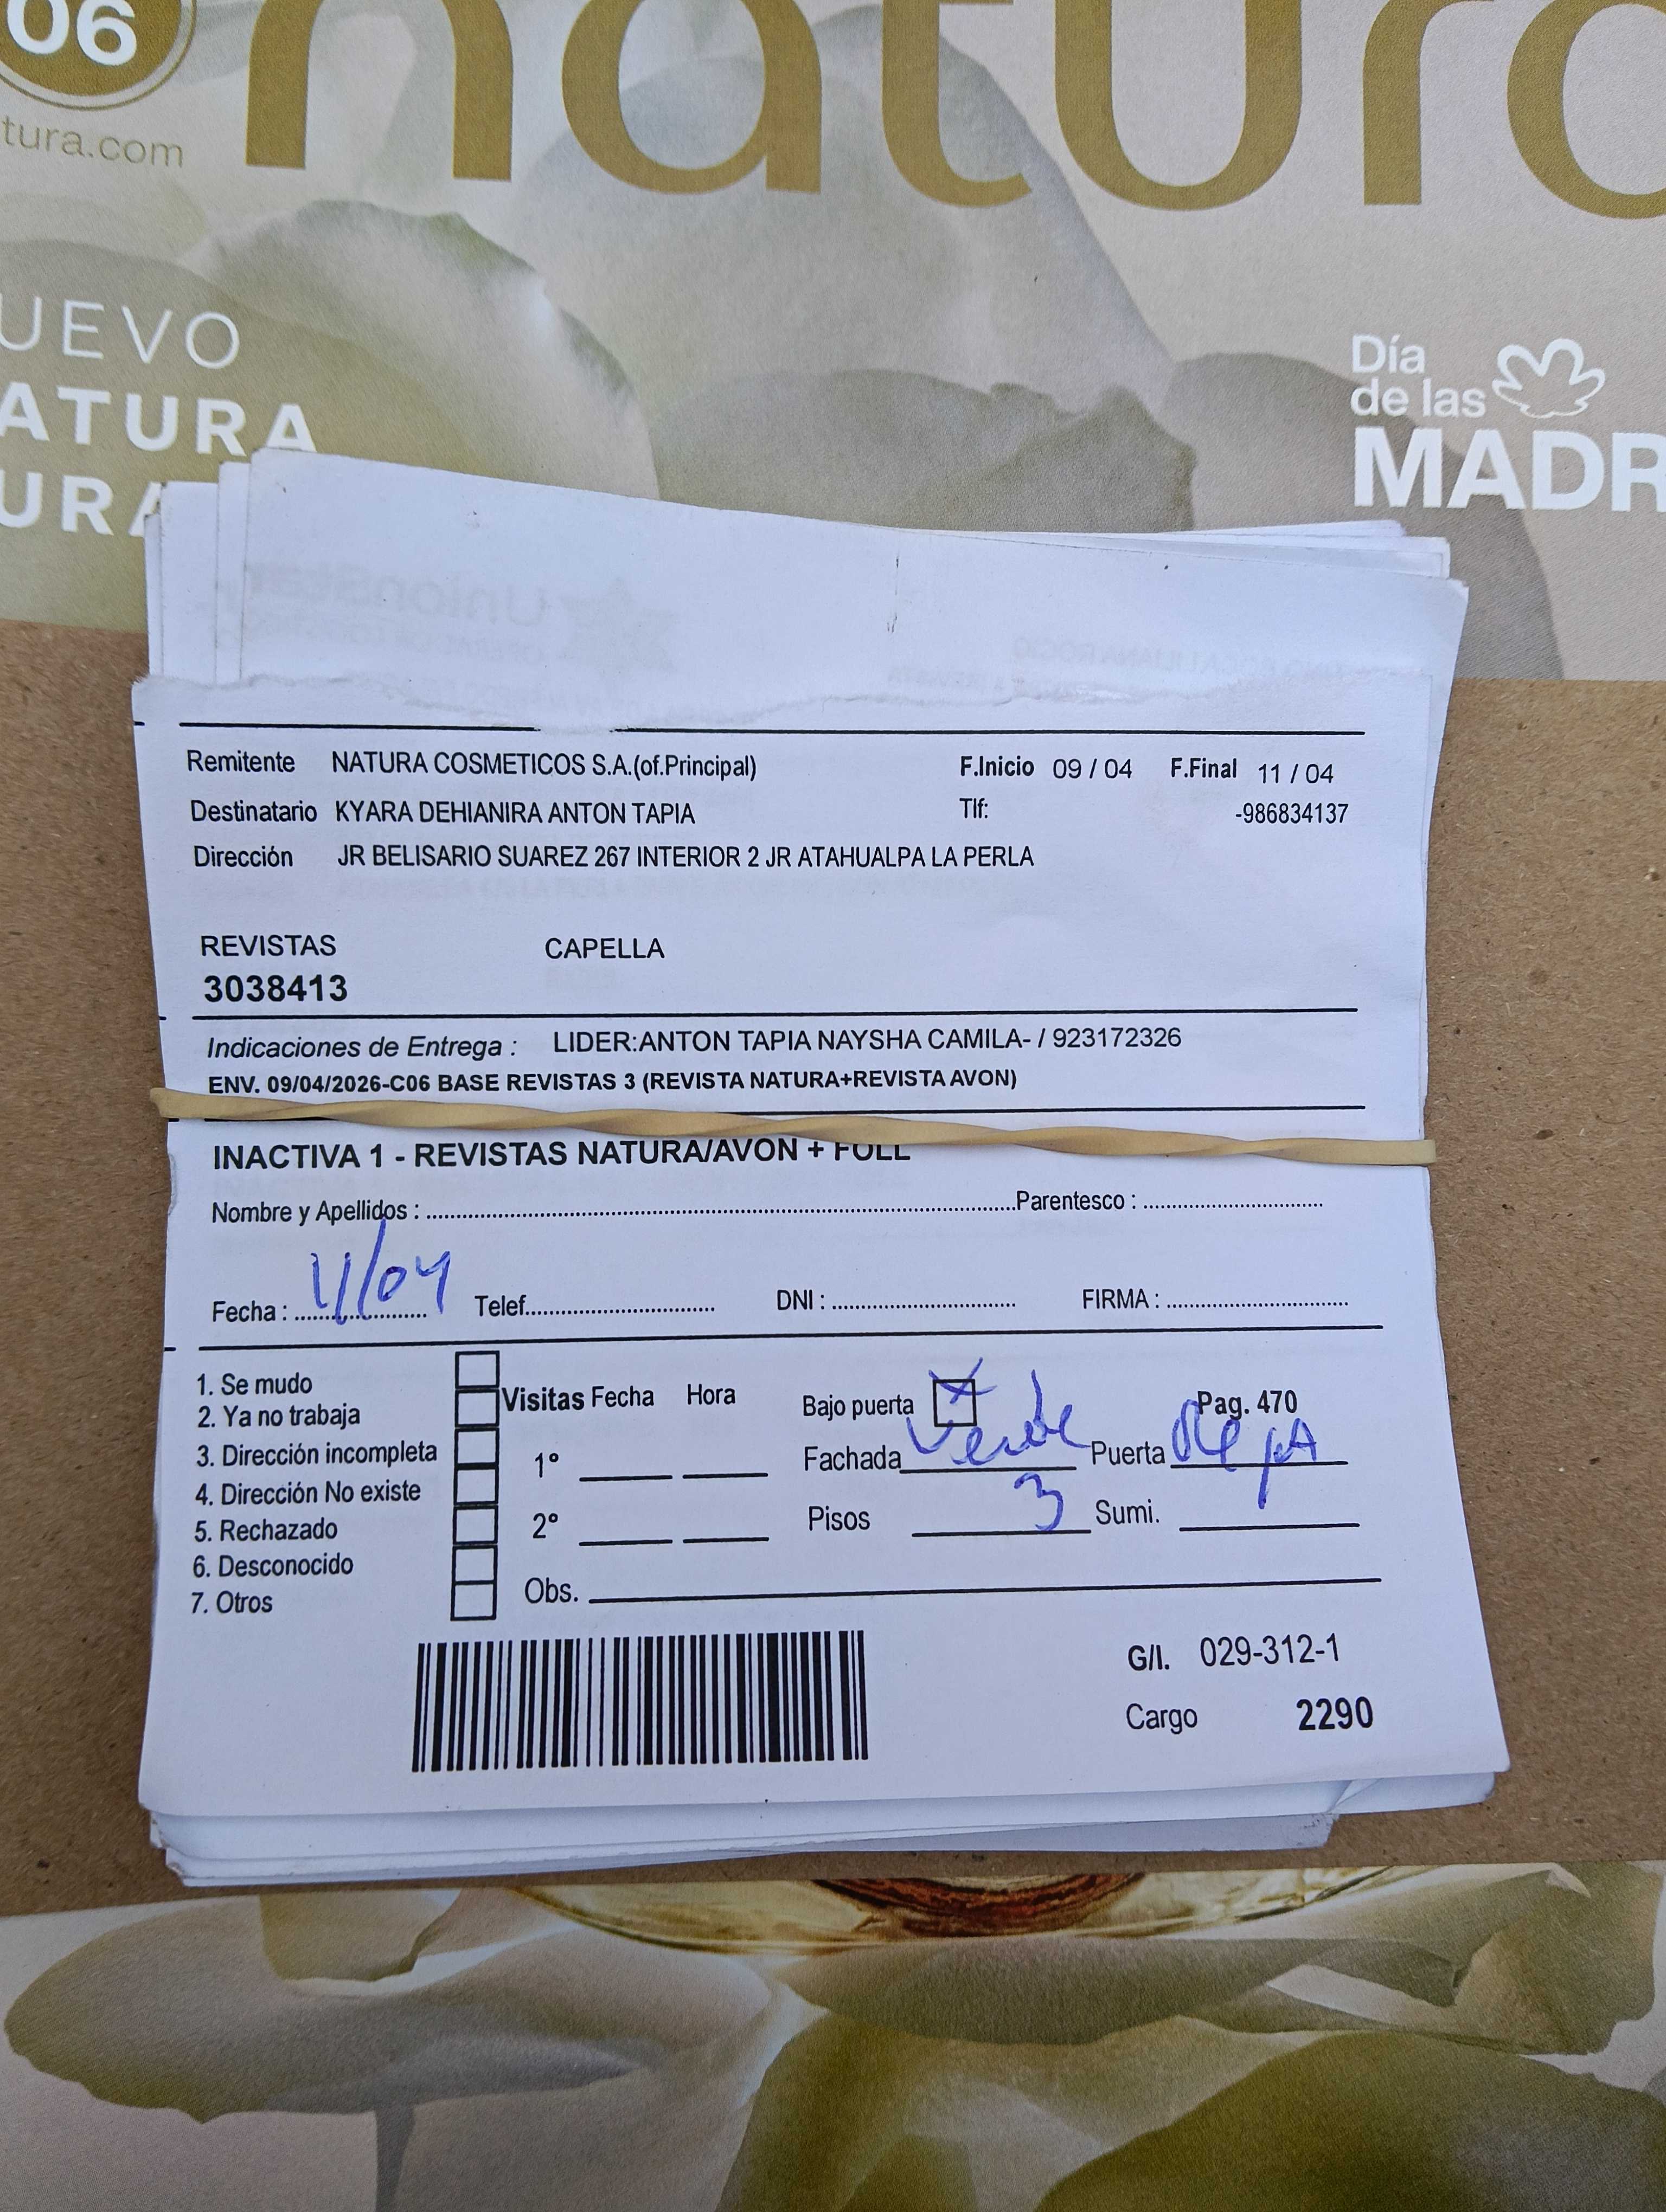 06
natura
tura.com
UEVO
ATURA
URA
Día
de las
MADR
UnionStar
Remitente NATURA COSMETICOS S.A.(of.Principal) F.Inicio 09 / 04 F.Final 11 / 04
Destinatario KYARA DEHIANIRA ANTON TAPIA Tlf: -986834137
Dirección JR BELISARIO SUAREZ 267 INTERIOR 2 JR ATAHUALPA LA PERLA
REVISTAS CAPELLA
3038413
Indicaciones de Entrega : LIDER:ANTON TAPIA NAYSHA CAMILA- / 923172326
ENV. 09/04/2026-C06 BASE REVISTAS 3 (REVISTA NATURA+REVISTA AVON)
INACTIVA 1 - REVISTAS NATURA/AVON + FOLL
Nombre y Apellidos : Parentesco :
Fecha : 11/04 Telef. DNI : FIRMA :
1. Se mudo
2. Ya no trabaja
3. Dirección incompleta
4. Dirección No existe
5. Rechazado
6. Desconocido
7. Otros
Visitas Fecha Hora
1º
2º
Obs.
Bajo puerta X Pag. 470
Fachada Verde Puerta Reja
Pisos 3 Sumi.
G/I. 029-312-1
Cargo 2290